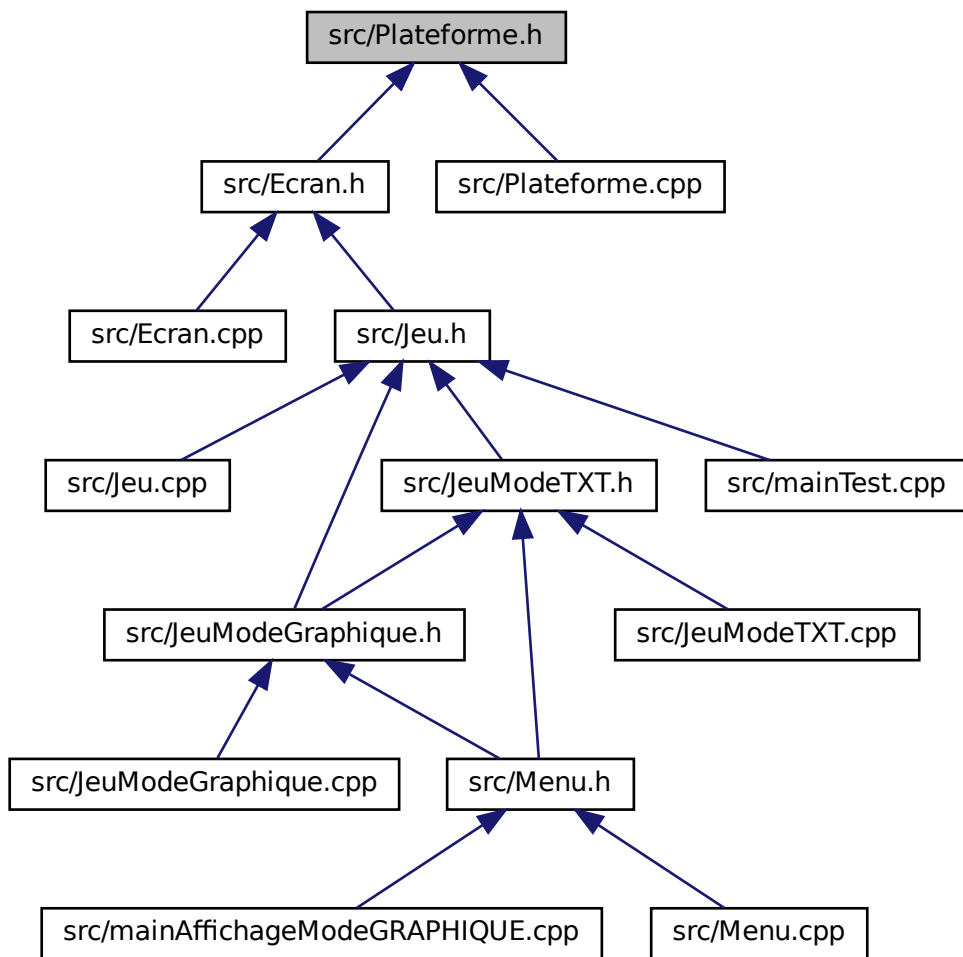 src/Plateforme.h
src/Ecran.h
src/Plateforme.cpp
src/Ecran.cpp
src/Jeu.h
src/Jeu.cpp
src/JeuModeTXT.h
src/mainTest.cpp
src/JeuModeGraphique.h
src/JeuModeTXT.cpp
src/JeuModeGraphique.cpp
src/Menu.h
src/mainAffichageModeGRAPHIQUE.cpp
src/Menu.cpp